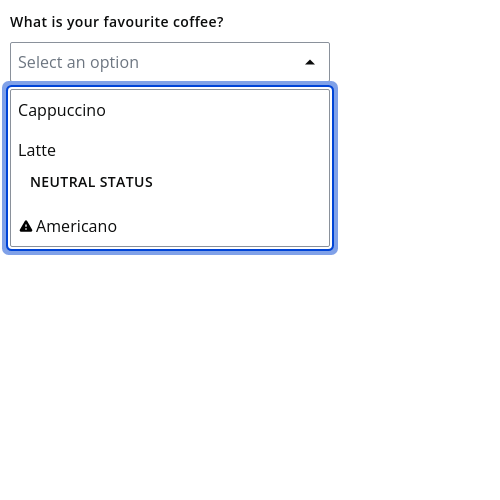 What is your favourite coffee?
Select an option
Cappuccino
Latte
NEUTRAL STATUS
Americano